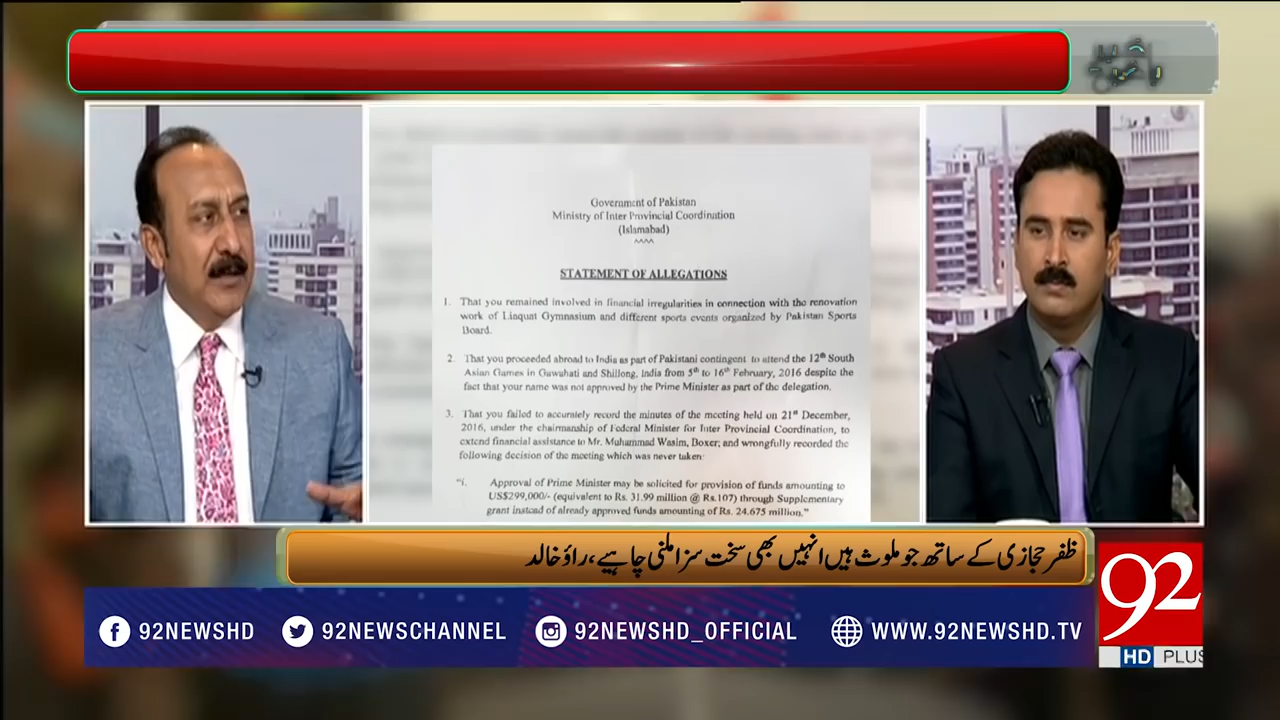 Government of Pakistan
Ministry of Inter Provincial Coordination
(Islamabad)
^^^^
STATEMENT OF ALLEGATIONS
1. That you remained involved in financial irregularities in connection with the renovation
work of Liaquat Gymnasium and different sports events organized by Pakistan Sports
Board.
2. That you proceeded abroad to India as part of Pakistani contingent to attend the 12th South
Asian Games in Guwahati and Shillong, India from 5th to 16th February, 2016 despite the
fact that your name was not approved by the Prime Minister as part of the delegation.
3. That you failed to accurately record the minutes of the meeting held on 21st December,
2016, under the chairmanship of Federal Minister for Inter Provincial Coordination, to
extend financial assistance to Mr. Muhammad Wasim, Boxer; and wrongfully recorded the
following decision of the meeting which was never taken:
"i. Approval of Prime Minister may be solicited for provision of funds amounting to
US$299,000/- (equivalent to Rs. 31.99 million @ Rs.107) through Supplementary
grant instead of already approved funds amounting of Rs. 24.675 million."
ظفر حجازی کے ساتھ جو ملوث ہیں انہیں بھی سخت سزا ملنی چاہیے، راؤ خالد
92
HD PLUS
92NEWSHD
92NEWSCHANNEL
92NEWSHD_OFFICIAL
WWW.92NEWSHD.TV